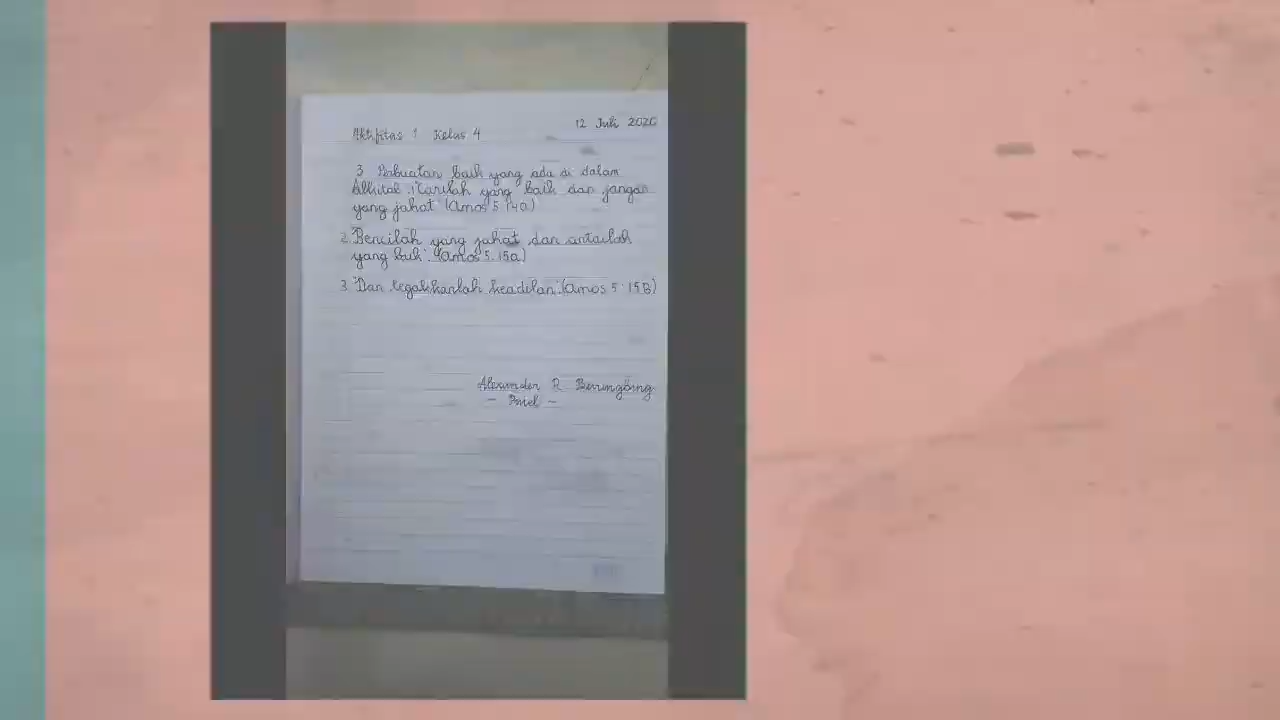 12 Juli 2020
Aktifitas 1 Kelas 4
3 Perbuatan baik yang ada di dalam
Alkitab : "Carilah yang baik dan jangan
yang jahat" (Amos 5 : 14a)
2. "Bencilah yang jahat dan cintailah
yang baik". (Amos 5 : 15a)
3. "Dan tegakkanlah keadilan" (Amos 5 : 15B)
Alexander R